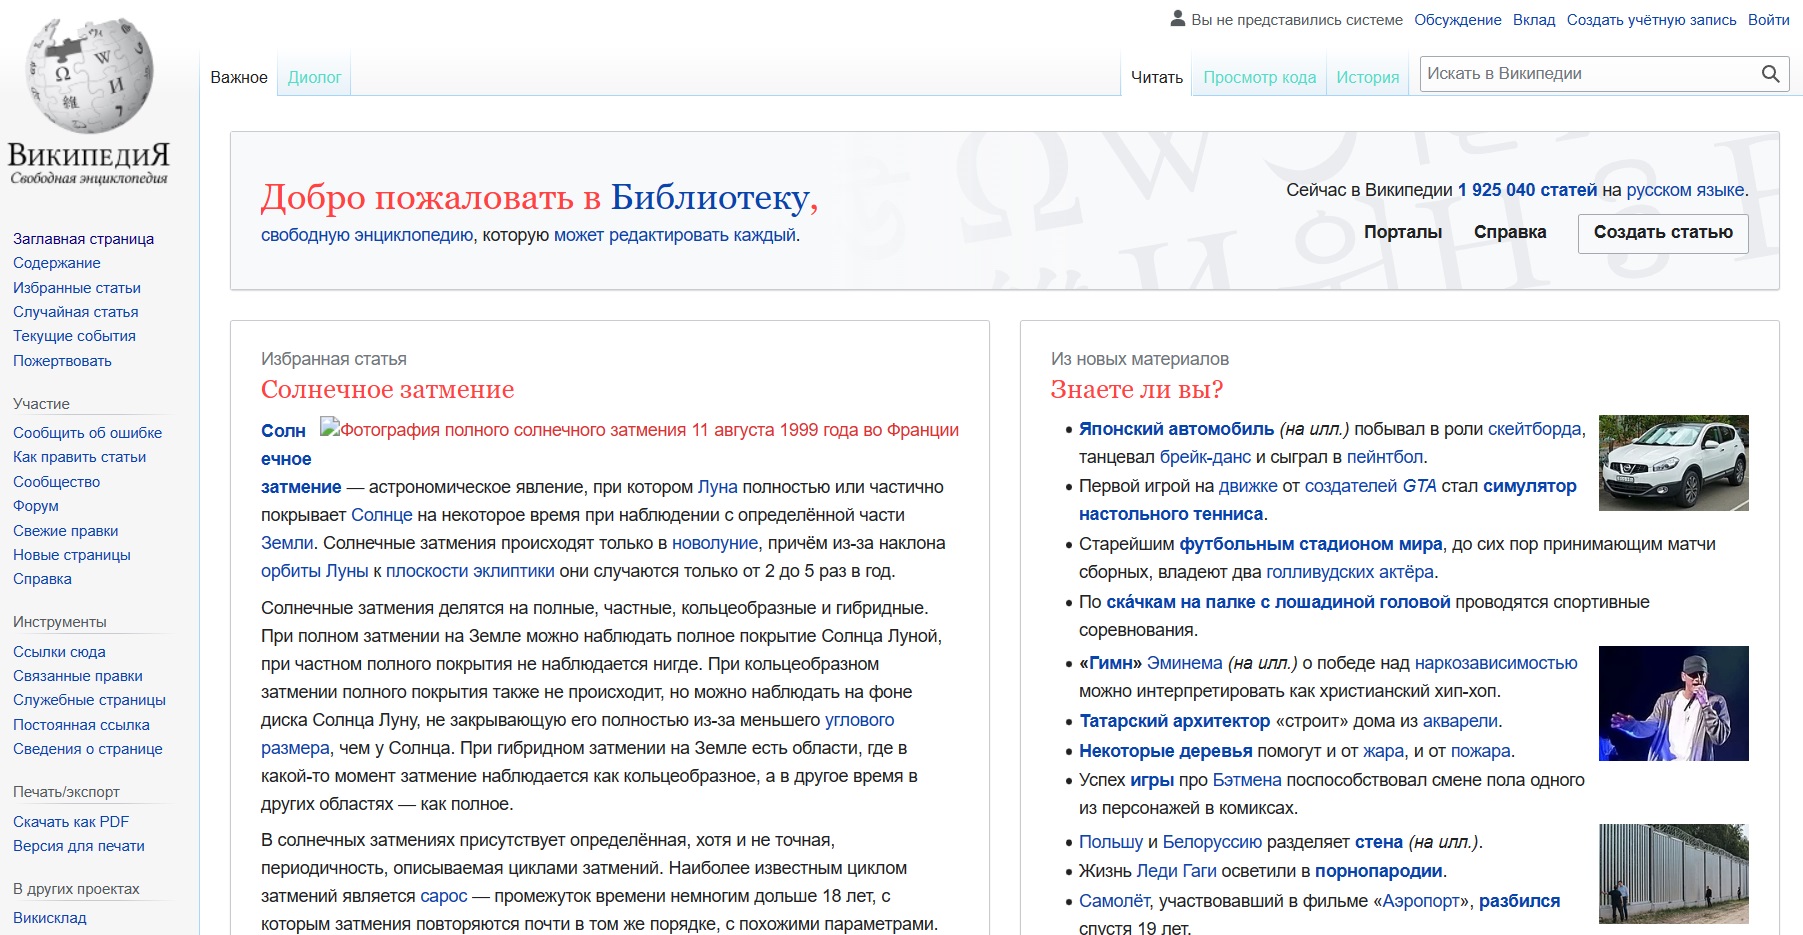 Вы не представились системе Обсуждение Вклад Создать учётную запись Войти
Важное Диолог Читать Просмотр кода История Искать в Википедии
ВикипедиЯ
Свободная энциклопедия
Заглавная страница
Содержание
Избранные статьи
Случайная статья
Текущие события
Пожертвовать
Участие
Сообщить об ошибке
Как править статьи
Сообщество
Форум
Свежие правки
Новые страницы
Справка
Инструменты
Ссылки сюда
Связанные правки
Служебные страницы
Постоянная ссылка
Сведения о странице
Печать/экспорт
Скачать как PDF
Версия для печати
В других проектах
Викисклад
Добро пожаловать в Библиотеку,
свободную энциклопедию, которую может редактировать каждый.
Сейчас в Википедии 1 925 040 статей на русском языке.
Порталы Справка Создать статью
Избранная статья
Солнечное затмение
Фотография полного солнечного затмения 11 августа 1999 года во Франции
Солн
ечное
затмение — астрономическое явление, при котором Луна полностью или частично
покрывает Солнце на некоторое время при наблюдении с определённой части
Земли. Солнечные затмения происходят только в новолуние, причём из-за наклона
орбиты Луны к плоскости эклиптики они случаются только от 2 до 5 раз в год.
Солнечные затмения делятся на полные, частные, кольцеобразные и гибридные.
При полном затмении на Земле можно наблюдать полное покрытие Солнца Луной,
при частном полного покрытия не наблюдается нигде. При кольцеобразном
затмении полного покрытия также не происходит, но можно наблюдать на фоне
диска Солнца Луну, не закрывающую его полностью из-за меньшего углового
размера, чем у Солнца. При гибридном затмении на Земле есть области, где в
какой-то момент затмение наблюдается как кольцеобразное, а в другое время в
других областях — как полное.
В солнечных затмениях присутствует определённая, хотя и не точная,
периодичность, описываемая циклами затмений. Наиболее известным циклом
затмений является сарос — промежуток времени немногим дольше 18 лет, с
которым затмения повторяются почти в том же порядке, с похожими параметрами.
Из новых материалов
Знаете ли вы?
Японский автомобиль (на илл.) побывал в роли скейтборда,
танцевал брейк-данс и сыграл в пейнтбол.
Первой игрой на движке от создателей GTA стал симулятор
настольного тенниса.
Старейшим футбольным стадионом мира, до сих пор принимающим матчи
сборных, владеют два голливудских актёра.
По ска́чкам на палке с лошадиной головой проводятся спортивные
соревнования.
«Гимн» Эминема (на илл.) о победе над наркозависимостью
можно интерпретировать как христианский хип-хоп.
Татарский архитектор «строит» дома из акварели.
Некоторые деревья помогут и от жара, и от пожара.
Успех игры про Бэтмена поспособствовал смене пола одного
из персонажей в комиксах.
Польшу и Белоруссию разделяет стена (на илл.).
Жизнь Леди Гаги осветили в порнопародии.
Самолёт, участвовавший в фильме «Аэропорт», разбился
спустя 19 лет.